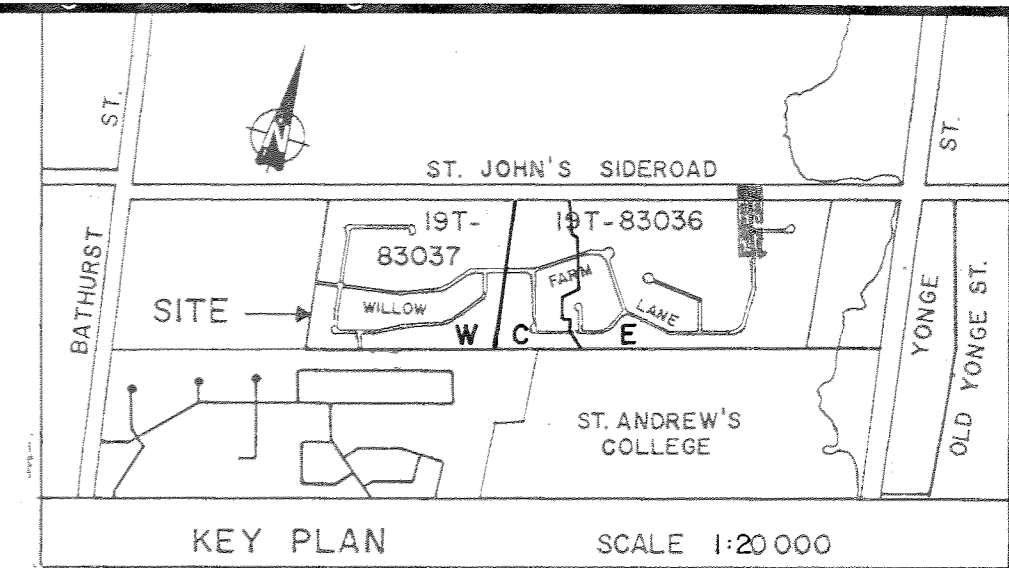 ST.
N
ST. JOHN'S SIDEROAD
ST.
19T-
83037
19T-83036
BATHURST
SITE
WILLOW
FARM
LANE
W C E
YONGE
OLD YONGE ST.
ST. ANDREW'S
COLLEGE
KEY PLAN
SCALE 1:20 000